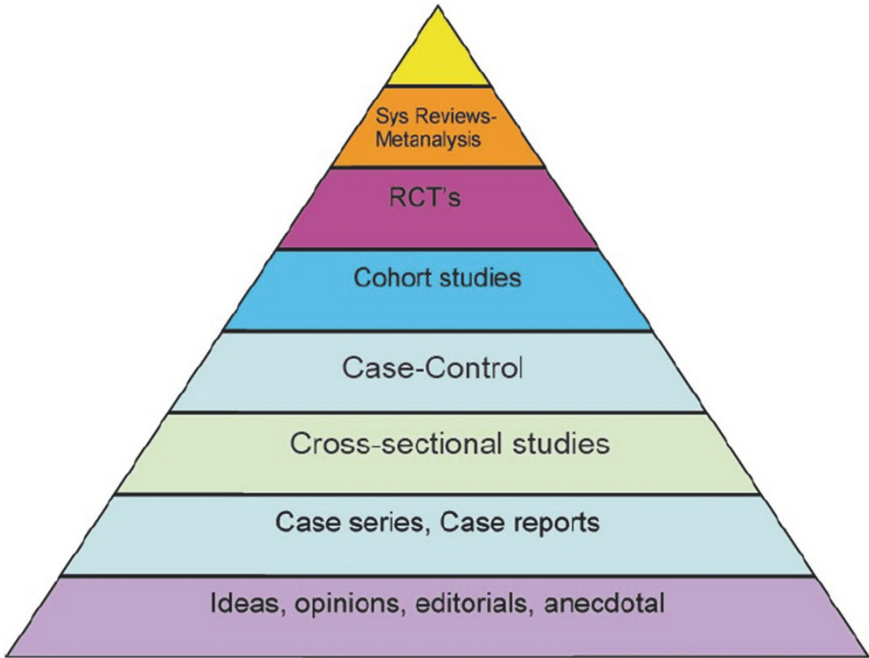 Sys Reviews-
Metanalysis
RCT's
Cohort studies
Case-Control
Cross-sectional studies
Case series, Case reports
Ideas, opinions, editorials, anecdotal